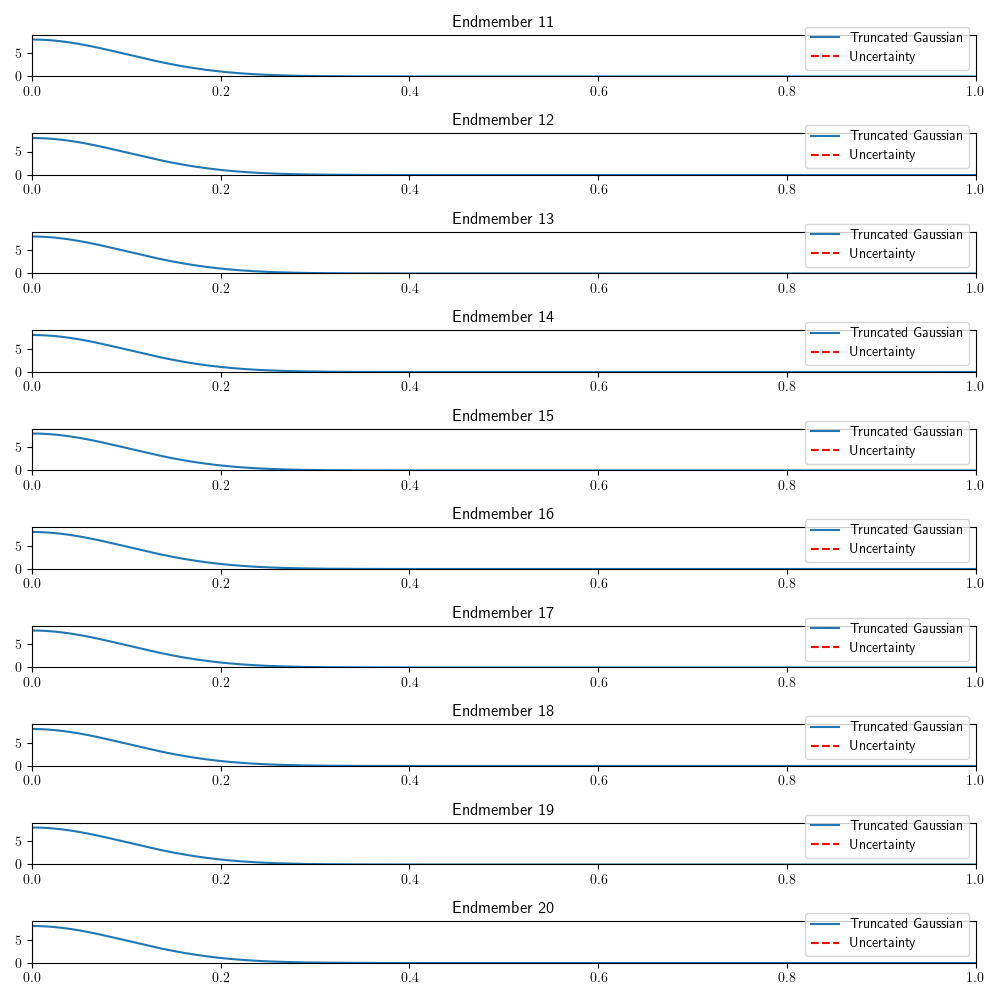 Endmember 11
Truncated Gaussian
Uncertainty
5
0
0.0 0.2 0.4 0.6 0.8 1.0
Endmember 12
Truncated Gaussian
Uncertainty
5
0
0.0 0.2 0.4 0.6 0.8 1.0
Endmember 13
Truncated Gaussian
Uncertainty
5
0
0.0 0.2 0.4 0.6 0.8 1.0
Endmember 14
Truncated Gaussian
Uncertainty
5
0
0.0 0.2 0.4 0.6 0.8 1.0
Endmember 15
Truncated Gaussian
Uncertainty
5
0
0.0 0.2 0.4 0.6 0.8 1.0
Endmember 16
Truncated Gaussian
Uncertainty
5
0
0.0 0.2 0.4 0.6 0.8 1.0
Endmember 17
Truncated Gaussian
Uncertainty
5
0
0.0 0.2 0.4 0.6 0.8 1.0
Endmember 18
Truncated Gaussian
Uncertainty
5
0
0.0 0.2 0.4 0.6 0.8 1.0
Endmember 19
Truncated Gaussian
Uncertainty
5
0
0.0 0.2 0.4 0.6 0.8 1.0
Endmember 20
Truncated Gaussian
Uncertainty
5
0
0.0 0.2 0.4 0.6 0.8 1.0